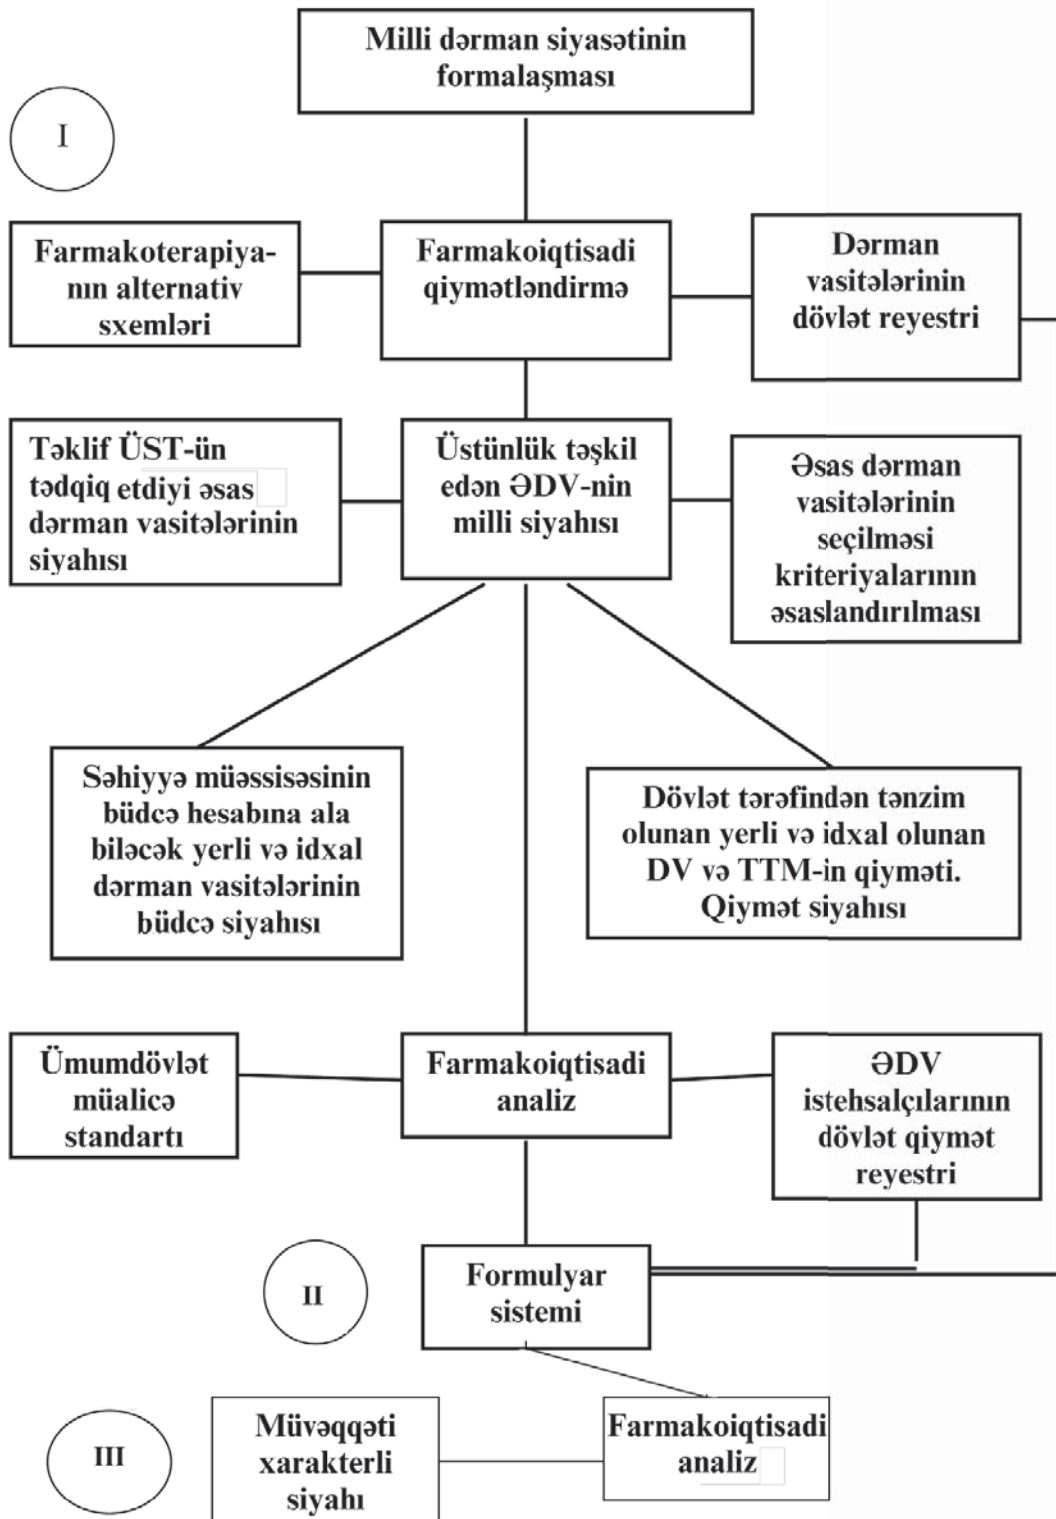 Milli dərman siyasətinin
formalaşması
I
Farmakoterapiya-
nın alternativ
sxemləri
Farmakoiqtisadi
qiymətləndirmə
Dərman
vasitələrinin
dövlət reyestri
Təklif ÜST-ün
tədqiq etdiyi əsas
dərman vasitələrinin
siyahısı
Üstünlük təşkil
edən ƏDV-nin
milli siyahısı
Əsas dərman
vasitələrinin
seçilməsi
kriteriyalarının
əsaslandırılması
Səhiyyə müəssisəsinin
büdcə hesabına ala
biləcək yerli və idxal
dərman vasitələrinin
büdcə siyahısı
Dövlət tərəfindən tənzim
olunan yerli və idxal olunan
DV və TTM-in qiyməti.
Qiymət siyahısı
Ümumdövlət
müalicə
standartı
Farmakoiqtisadi
analiz
ƏDV
istehsalçılarının
dövlət qiymət
reyestri
II
Formulyar
sistemi
III
Müvəqqəti
xarakterli
siyahı
Farmakoiqtisadi
analiz